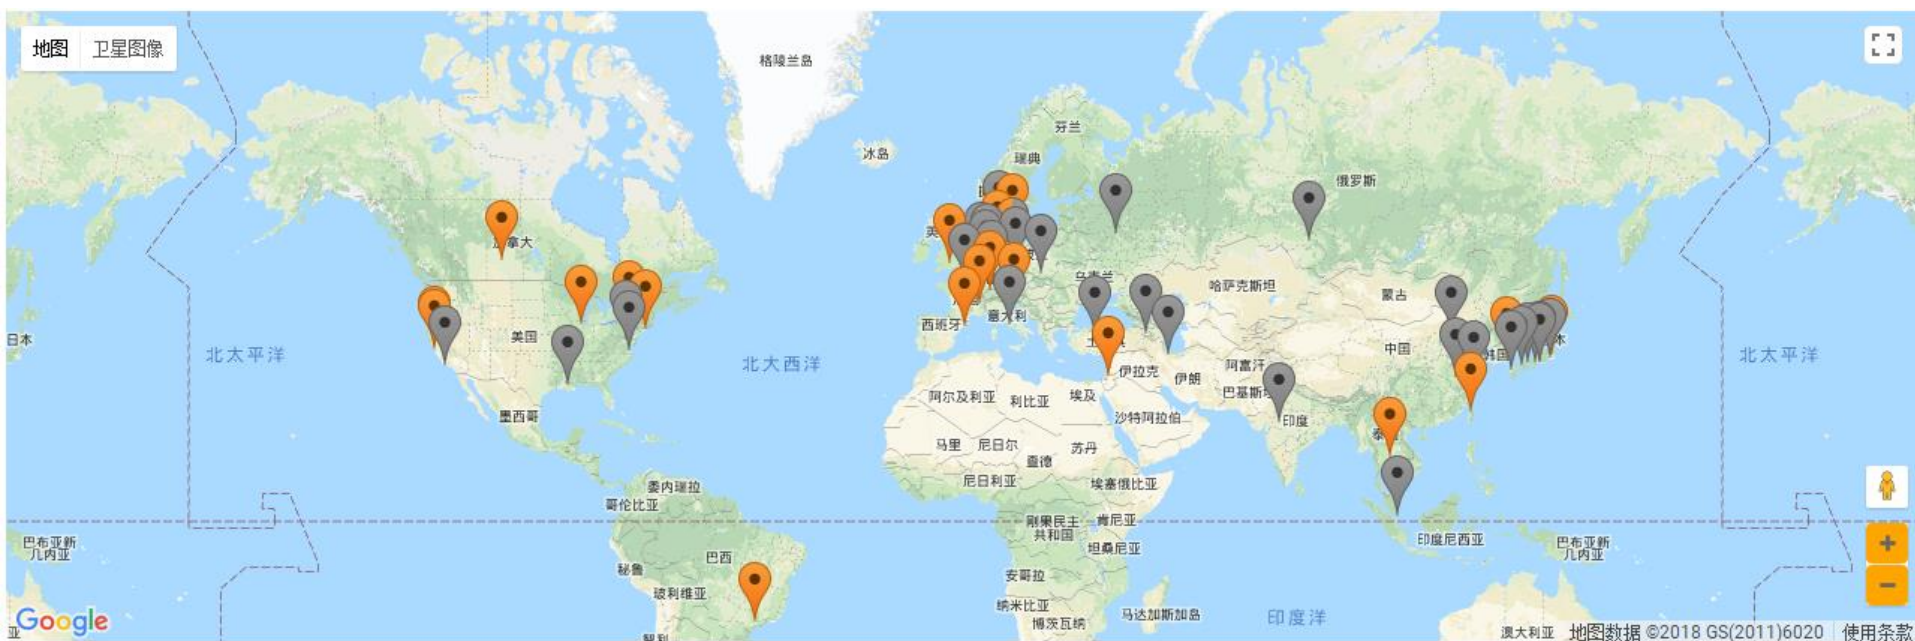 地图 卫星图像
格陵兰岛
冰岛
芬兰
瑞典
俄罗斯
加拿大
乌克兰
哈萨克斯坦
蒙古
西班牙
意大利
美国
日本
北太平洋
北大西洋
中国
韩国
北太平洋
伊拉克
伊朗
阿富汗
阿尔及利亚
利比亚
埃及
沙特阿拉伯
印度
墨西哥
马里
尼日尔
苏丹
乍得
尼日利亚
埃塞俄比亚
委内瑞拉
哥伦比亚
刚果民主
共和国
肯尼亚
坦桑尼亚
印度尼西亚
巴布亚新
几内亚
巴布亚新
几内亚
巴西
秘鲁
玻利维亚
安哥拉
纳米比亚
博茨瓦纳
马达加斯加岛
印度洋
智利
澳大利亚
Google
地图数据 ©2018 GS(2011)6020 使用条款